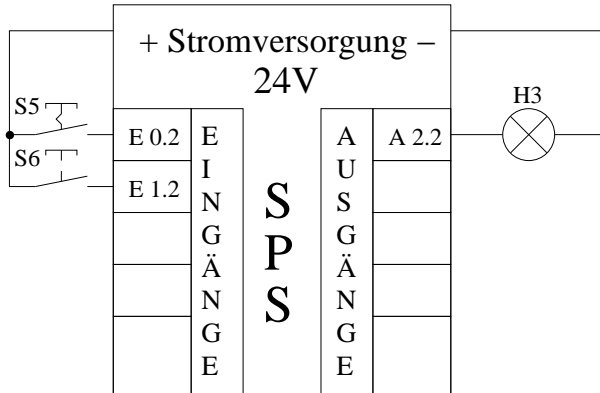 + Stromversorgung –
24V
S5
E 0.2
S6
E 1.2
EINGÄNGE
SPS
AUSGÄNGE
A 2.2
H3